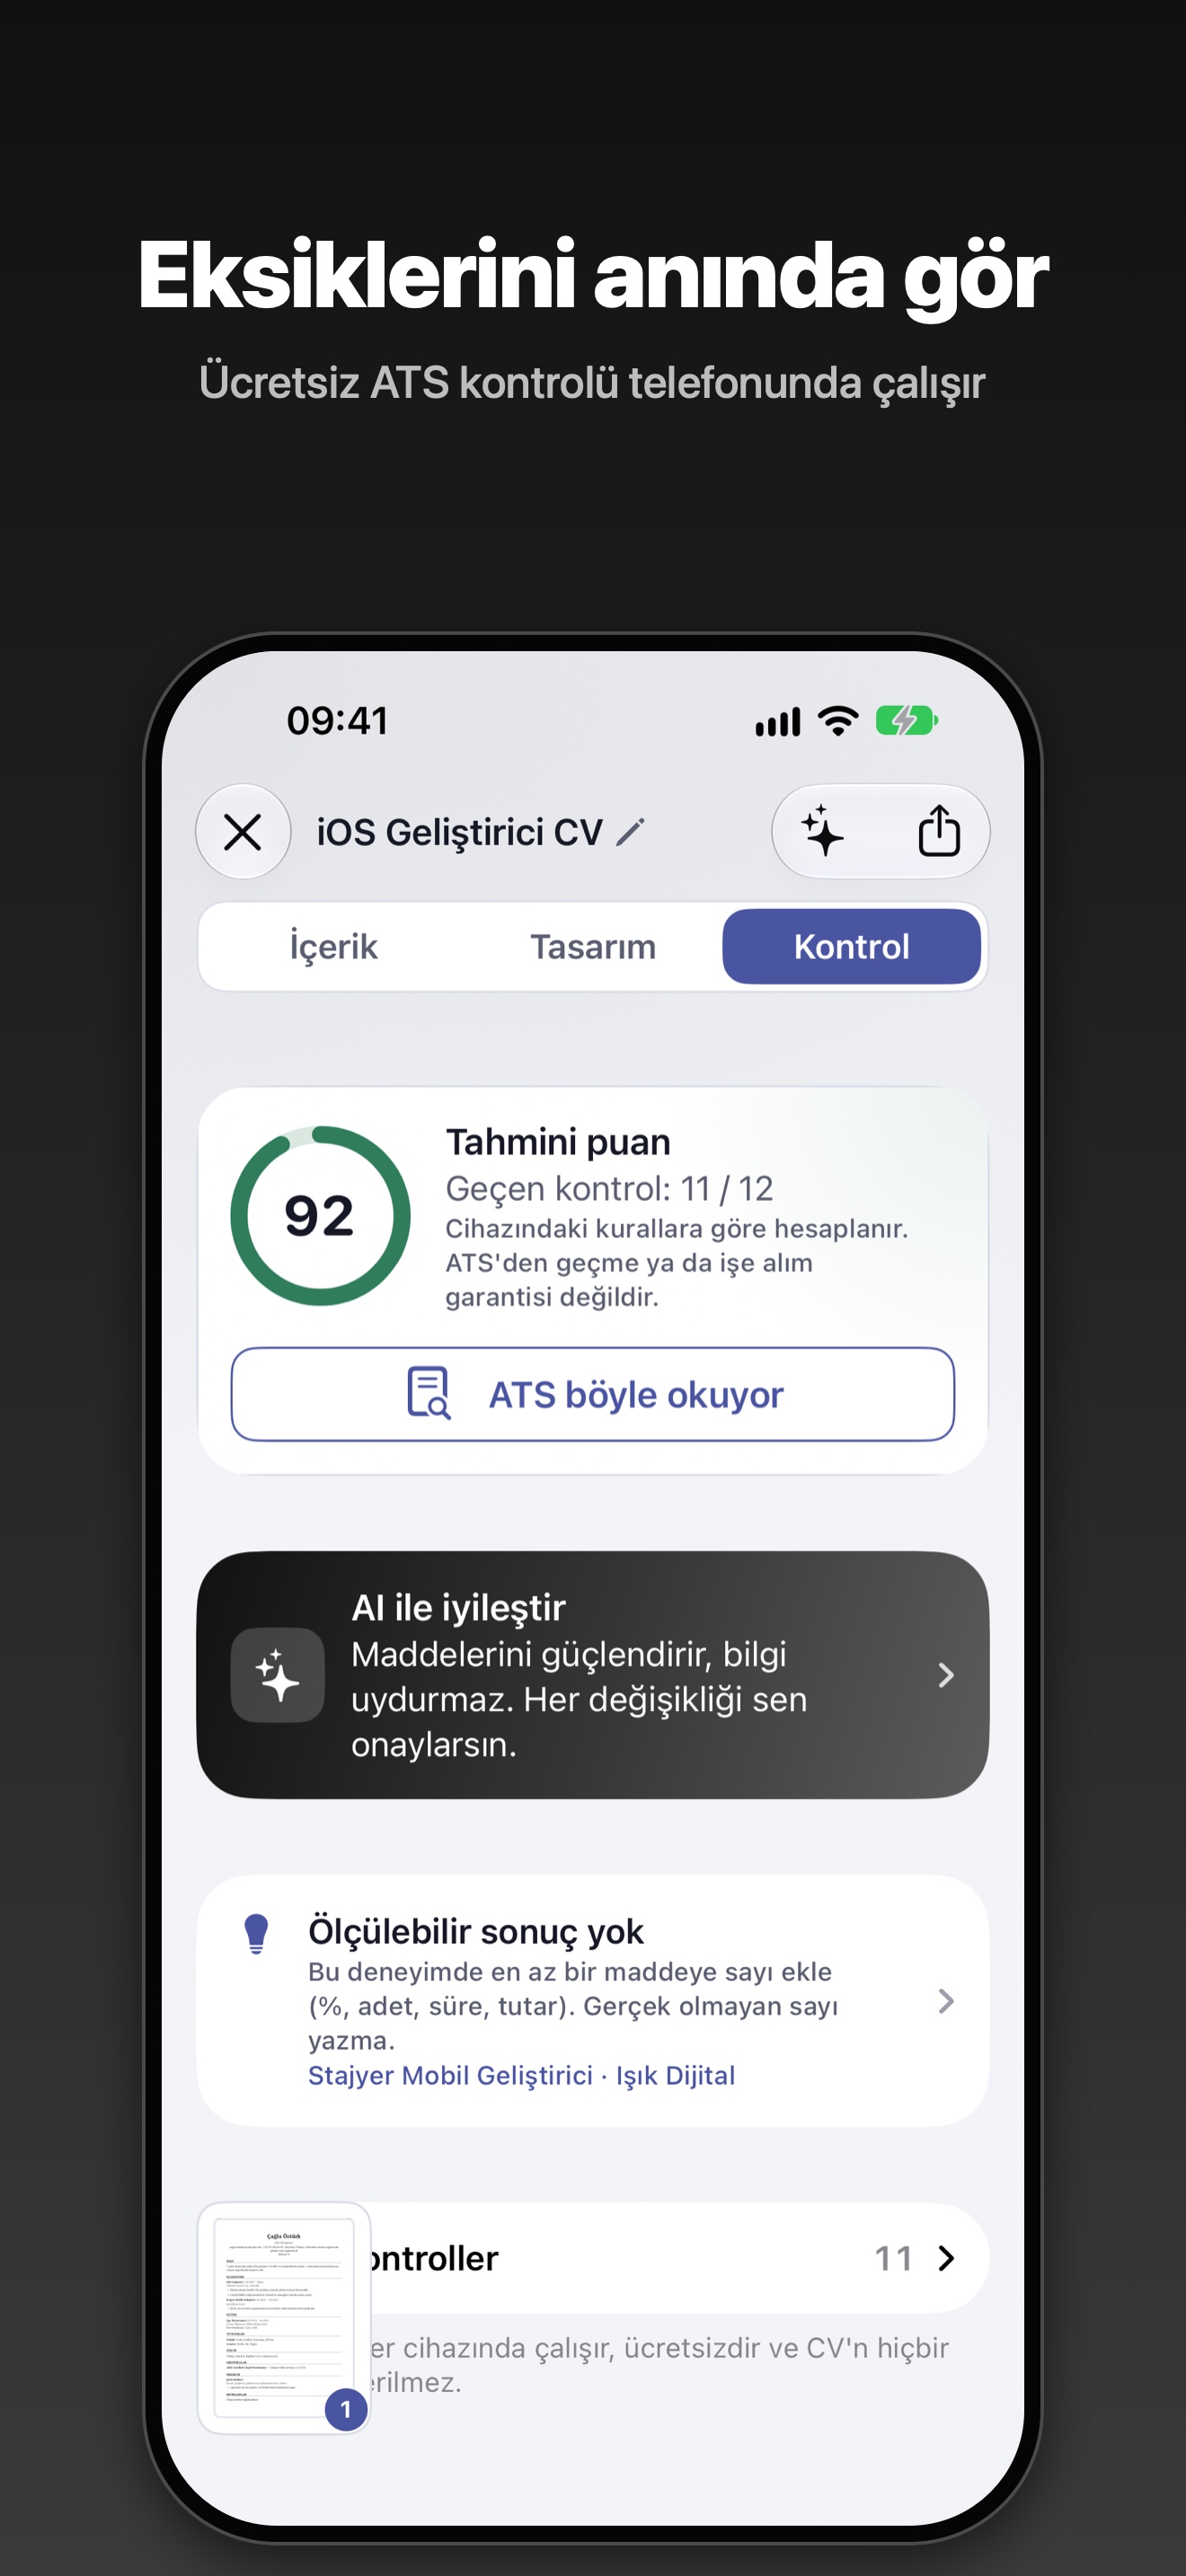 Eksiklerini anında gör
Ücretsiz ATS kontrolü telefonunda çalışır
09:41
iOS Geliştirici CV
İçerik
Tasarım
Kontrol
92
Tahmini puan
Geçen kontrol: 11 / 12
Cihazındaki kurallara göre hesaplanır.
ATS'den geçme ya da işe alım
garantisi değildir.
ATS böyle okuyor
AI ile iyileştir
Maddelerini güçlendirir, bilgi
uydurmaz. Her değişikliği sen
onaylarsın.
Ölçülebilir sonuç yok
Bu deneyimde en az bir maddeye sayı ekle
(%, adet, süre, tutar). Gerçek olmayan sayı
yazma.
Stajyer Mobil Geliştirici · Işık Dijital
Çağla Öztürk
ontroller
11
er cihazında çalışır, ücretsizdir ve CV'n hiçbir
erilmez.
1